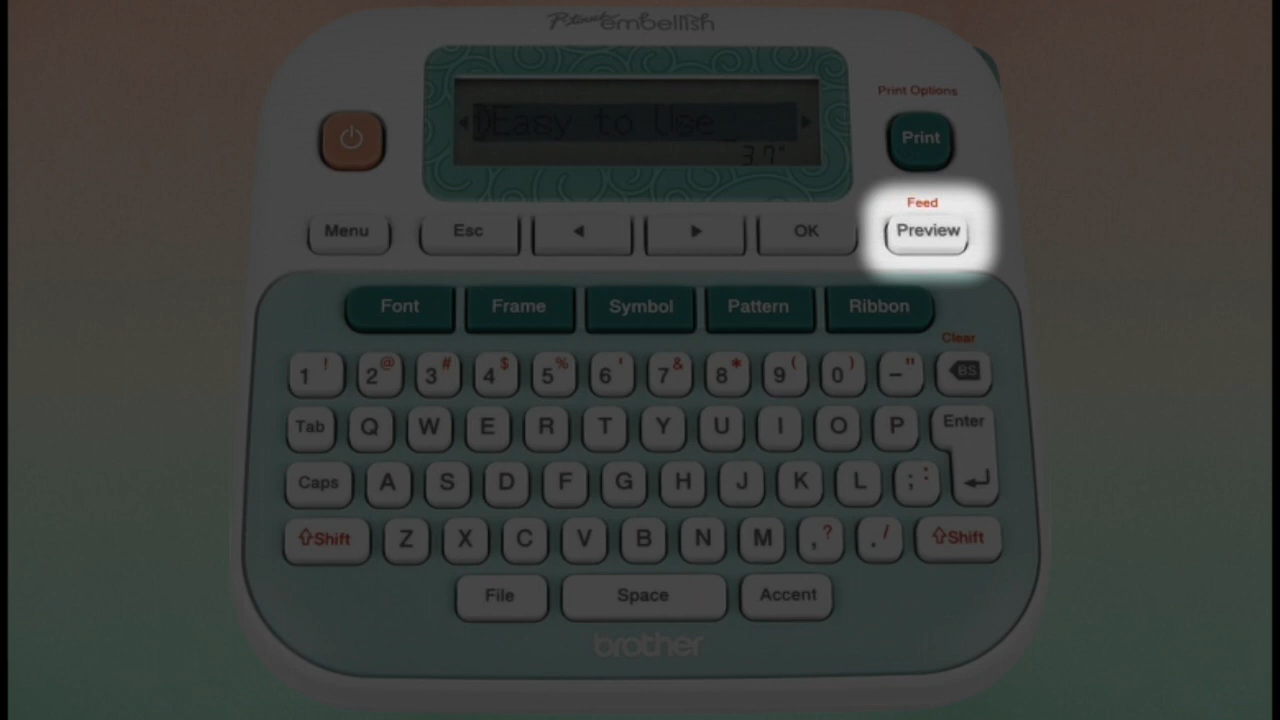 P-touch embellish
Print Options
Easy to Use_
3.7"
Print
Feed
Menu Esc ◀ ▶ OK Preview
Font Frame Symbol Pattern Ribbon
Clear
1 ! 2 @ 3 # 4 $ 5 % 6 ' 7 & 8 * 9 ( 0 ) – " BS
Tab Q W E R T Y U I O P Enter
Caps A S D F G H J K L ; :
⇧Shift Z X C V B N M , ? . / ⇧Shift
File Space Accent
brother